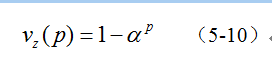 v_z(p) = 1 − α^p （5-10）